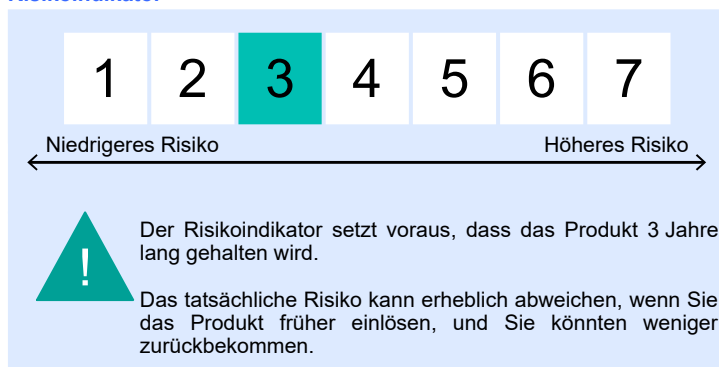 Risikoindikator
1 2 3 4 5 6 7
Niedrigeres Risiko Höheres Risiko
!
Der Risikoindikator setzt voraus, dass das Produkt 3 Jahre
lang gehalten wird.
Das tatsächliche Risiko kann erheblich abweichen, wenn Sie
das Produkt früher einlösen, und Sie könnten weniger
zurückbekommen.